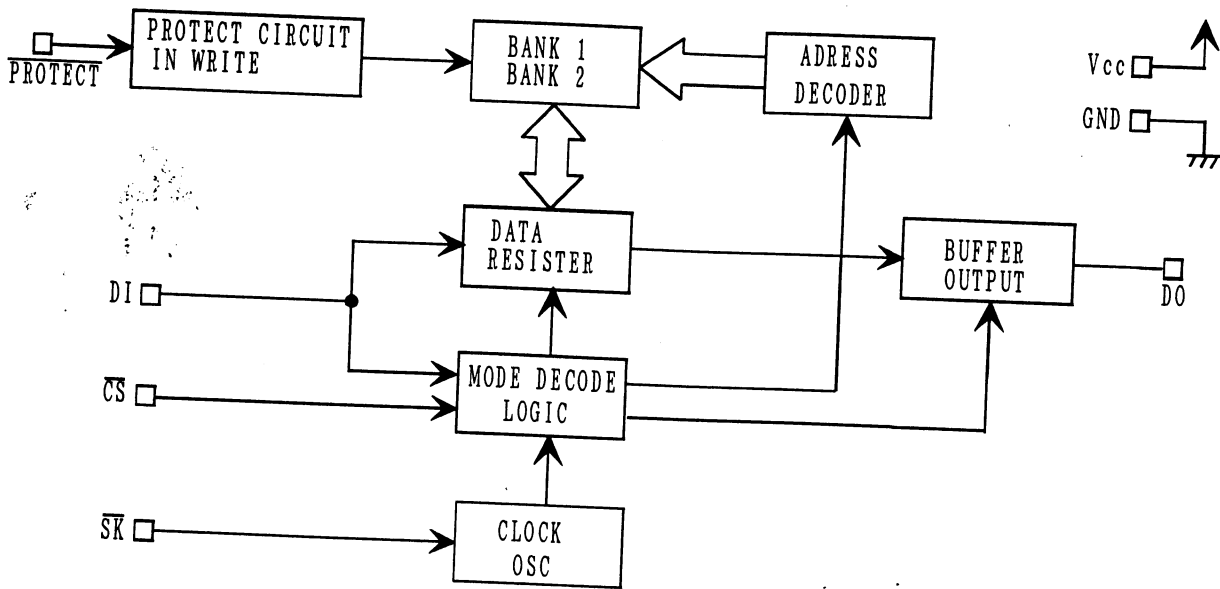 PROTECT
PROTECT CIRCUIT
IN WRITE
BANK 1
BANK 2
ADRESS
DECODER
Vcc
GND
DATA
RESISTER
BUFFER
OUTPUT
DI
DO
MODE DECODE
LOGIC
CS
SK
CLOCK
OSC